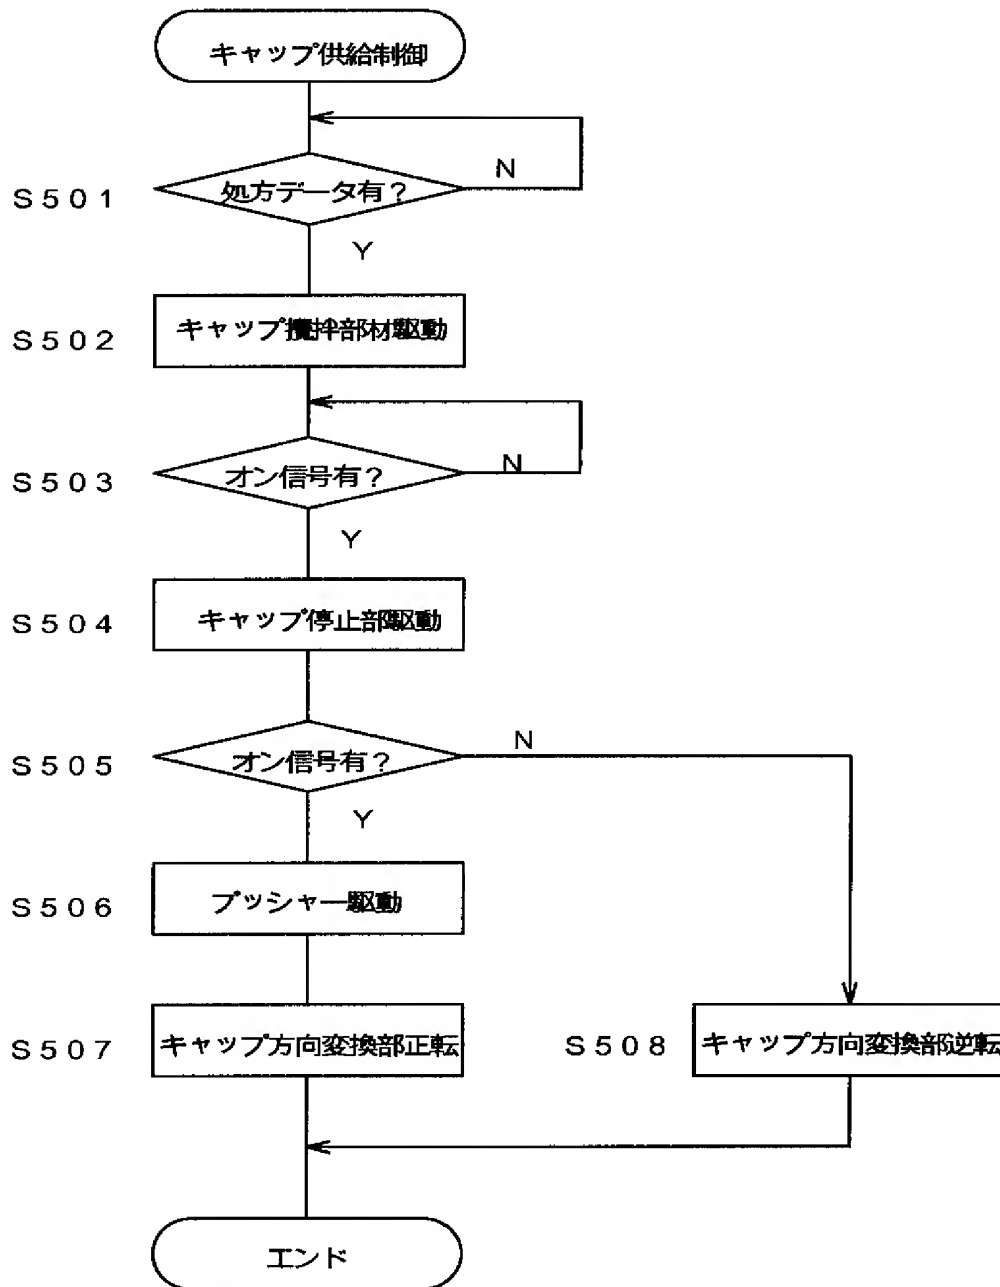 キャップ供給制御
N
S501
処方データ有？
Y
S502
キャップ攪拌部材駆動
N
S503
オン信号有？
Y
S504
キャップ停止部駆動
N
S505
オン信号有？
Y
S506
プッシャー駆動
S507
キャップ方向変換部正転
S508
キャップ方向変換部逆転
エンド